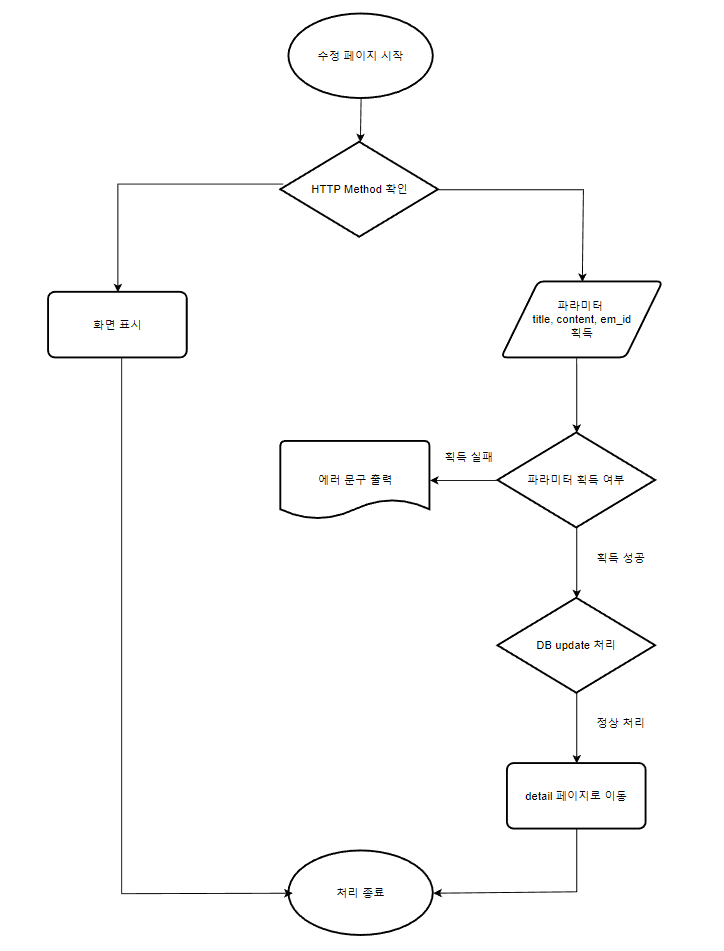 수정 페이지 시작
HTTP Method 확인
화면 표시
파라미터
title, content, em_id
획득
획득 실패
에러 문구 출력
파라미터 획득 여부
획득 성공
DB update 처리
정상 처리
detail 페이지로 이동
처리 종료